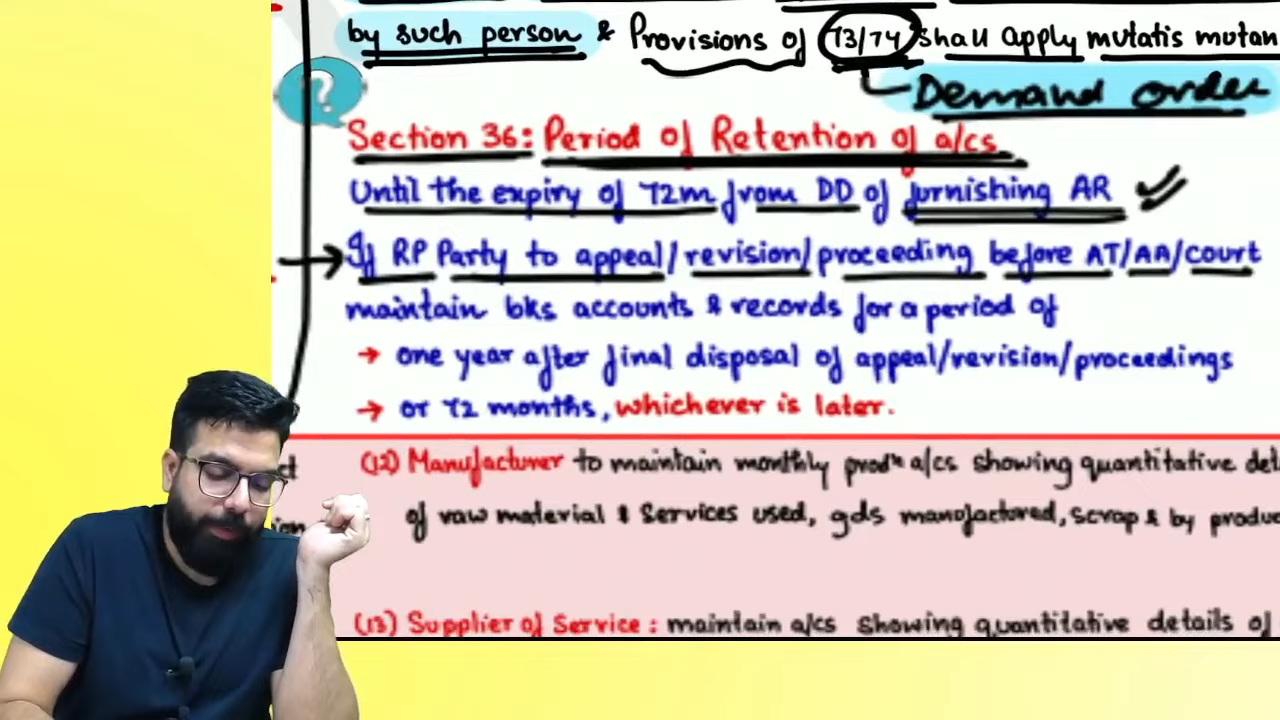 by such person & Provisions of 73/74 shall apply mutatis mutan
Demand order
?
Section 36: Period of Retention of a/cs
Until the expiry of 72m from DD of furnishing AR
If RP Party to appeal/revision/proceeding before AT/AA/court
maintain bks accounts & records for a period of
→ one year after final disposal of appeal/revision/proceedings
→ or 72 months, whichever is later.
(12) Manufacturer to maintain monthly prodn a/cs showing quantitative det
of raw material & Services used, gds manufactured, scrap & by produ
(13) Supplier of Service: maintain a/cs showing quantitative details of